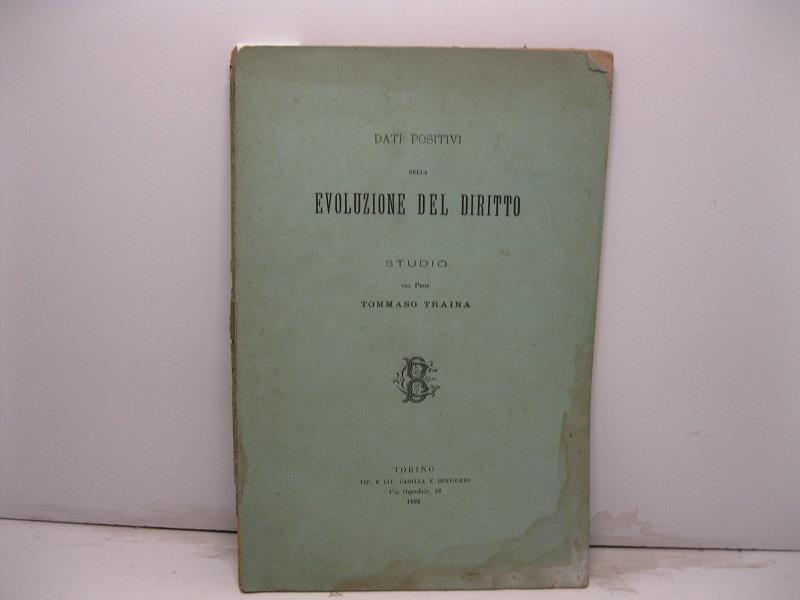 DATI POSITIVI
NELLA
EVOLUZIONE DEL DIRITTO
STUDIO
DEL PROF.
TOMMASO TRAINA
TORINO
TIP. E LIT. CAMILLA E BERTOLERO
Via Ospedale, 18
1892